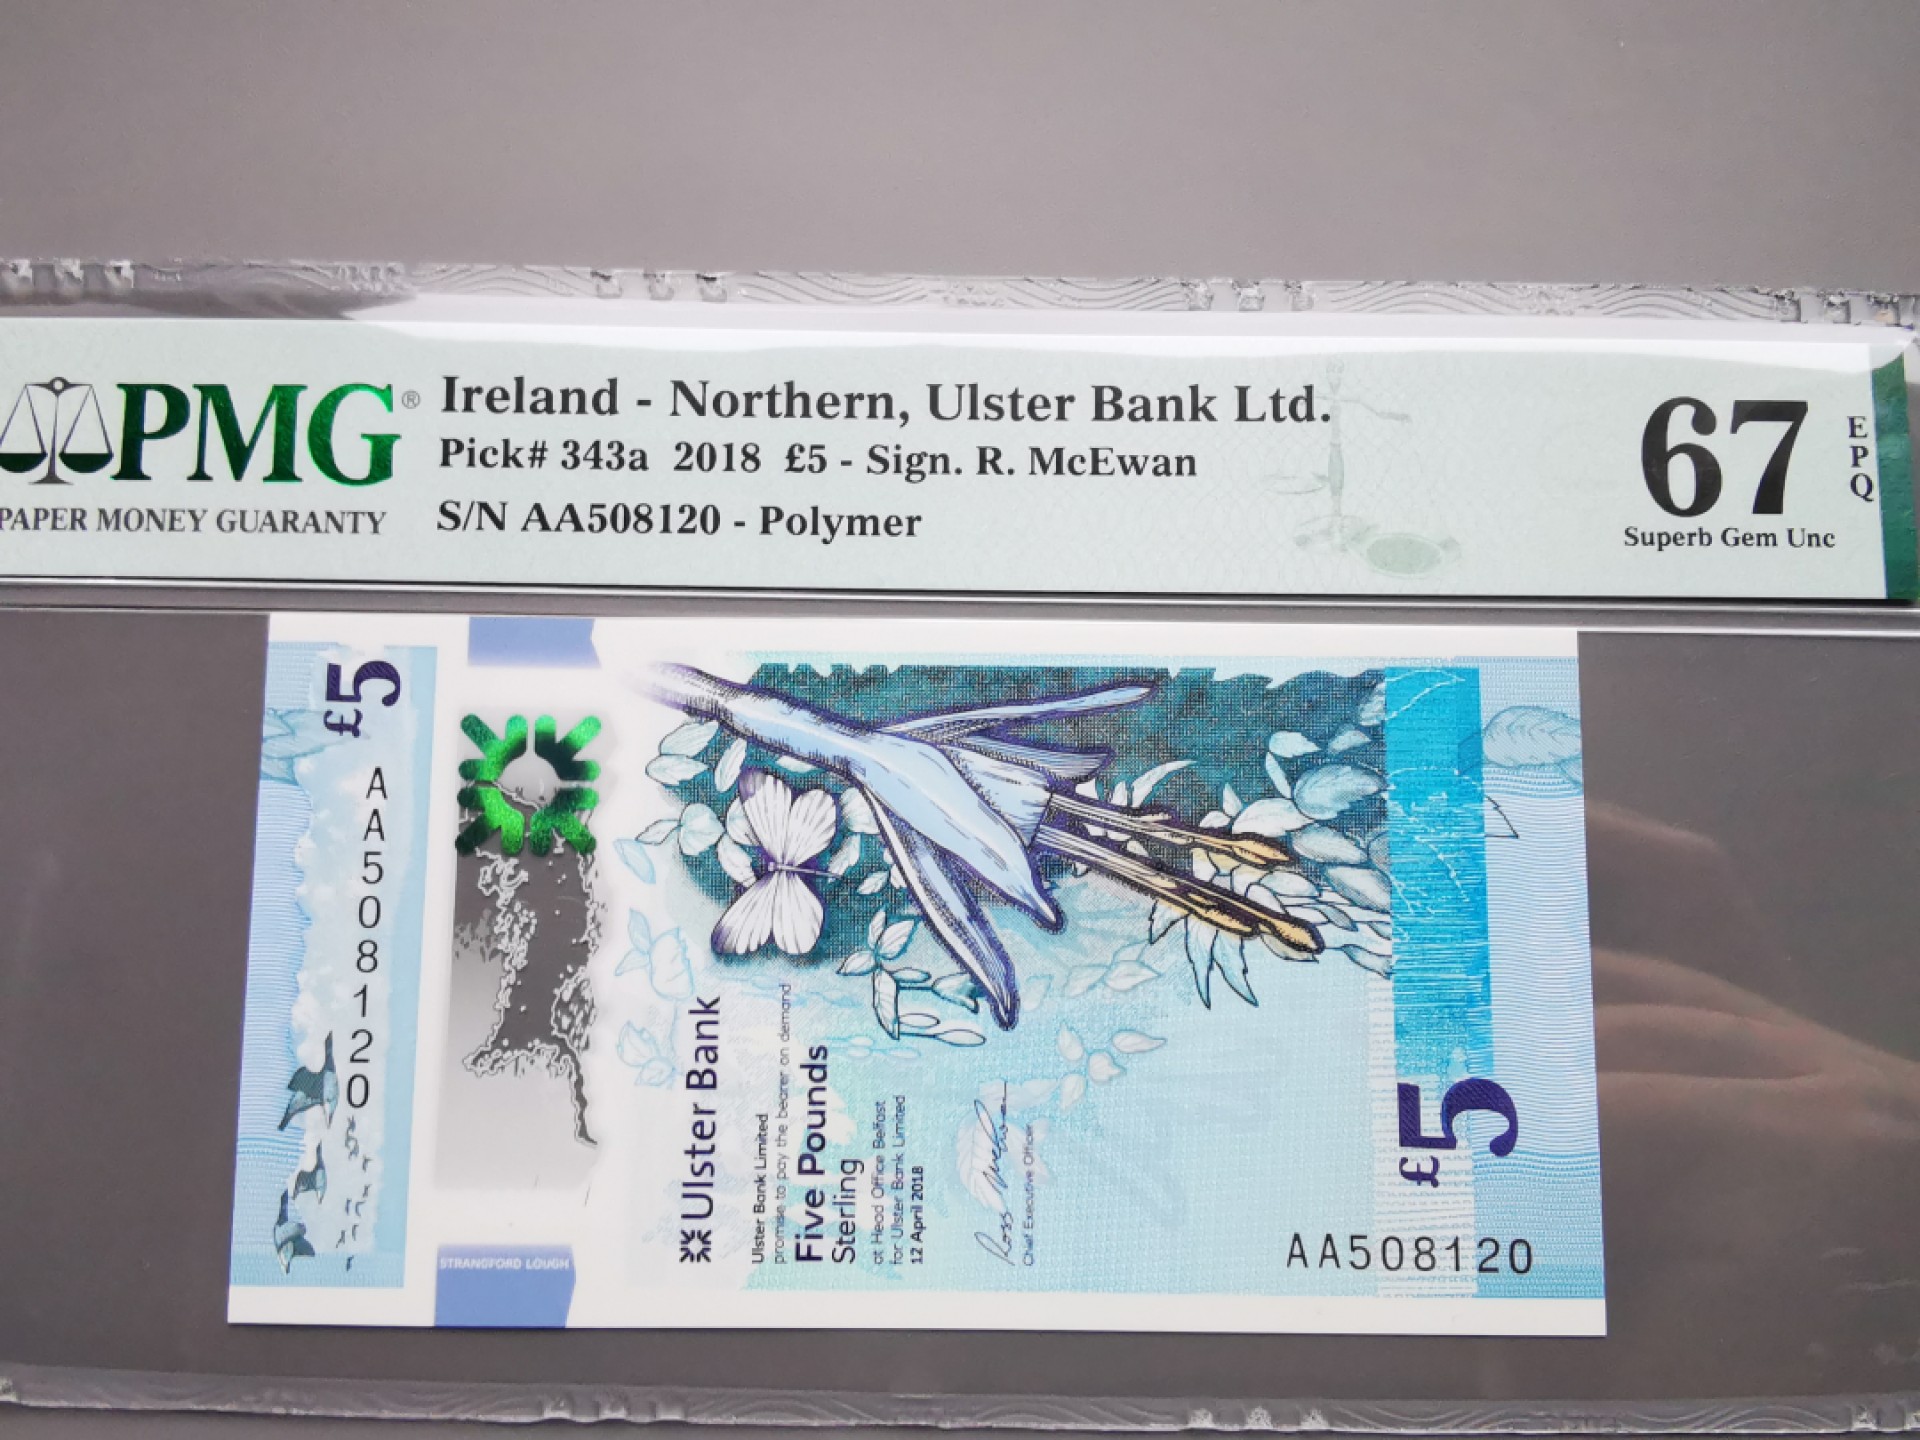 PMG®
PAPER MONEY GUARANTY
Ireland - Northern, Ulster Bank Ltd.
Pick# 343a 2018 £5 - Sign. R. McEwan
S/N AA508120 - Polymer
67
EPQ
Superb Gem Unc
£5
AA508120
STRANGFORD LOUGH
Ulster Bank
Ulster Bank Limited
promise to pay the bearer on demand
Five Pounds
Sterling
at Head Office Belfast
for Ulster Bank Limited
12 April 2018
Ross McEwan
Chief Executive Officer
£5
AA508120